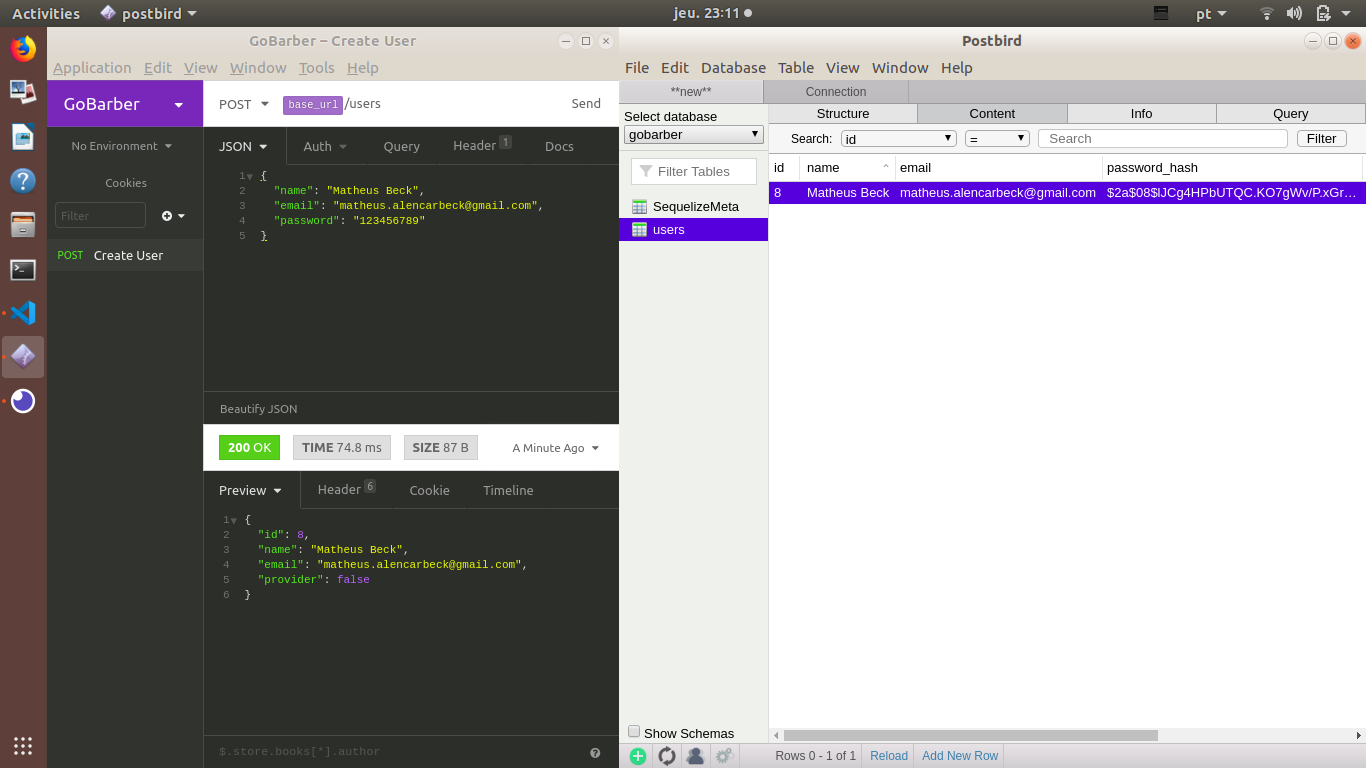 Activities postbird jeu. 23:11 pt
GoBarber – Create User
Application Edit View Window Tools Help
GoBarber
No Environment
Cookies
Filter
POST Create User
POST base_url/users Send
JSON Auth Query Header 1 Docs
1 {
2 "name": "Matheus Beck",
3 "email": "matheus.alencarbeck@gmail.com",
4 "password": "123456789"
5 }
Beautify JSON
200 OK TIME 74.8 ms SIZE 87 B A Minute Ago
Preview Header 6 Cookie Timeline
1 {
2 "id": 8,
3 "name": "Matheus Beck",
4 "email": "matheus.alencarbeck@gmail.com",
5 "provider": false
6 }
$.store.books[*].author
Postbird
File Edit Database Table View Window Help
**new** Connection
Select database
gobarber
Filter Tables
SequelizeMeta
users
Show Schemas
Structure Content Info Query
Search: id = Search Filter
id name email password_hash
8 Matheus Beck matheus.alencarbeck@gmail.com $2a$08$lJCg4HPbUTQC.KO7gWv/P.xGr…
Rows 0 - 1 of 1 Reload Add New Row